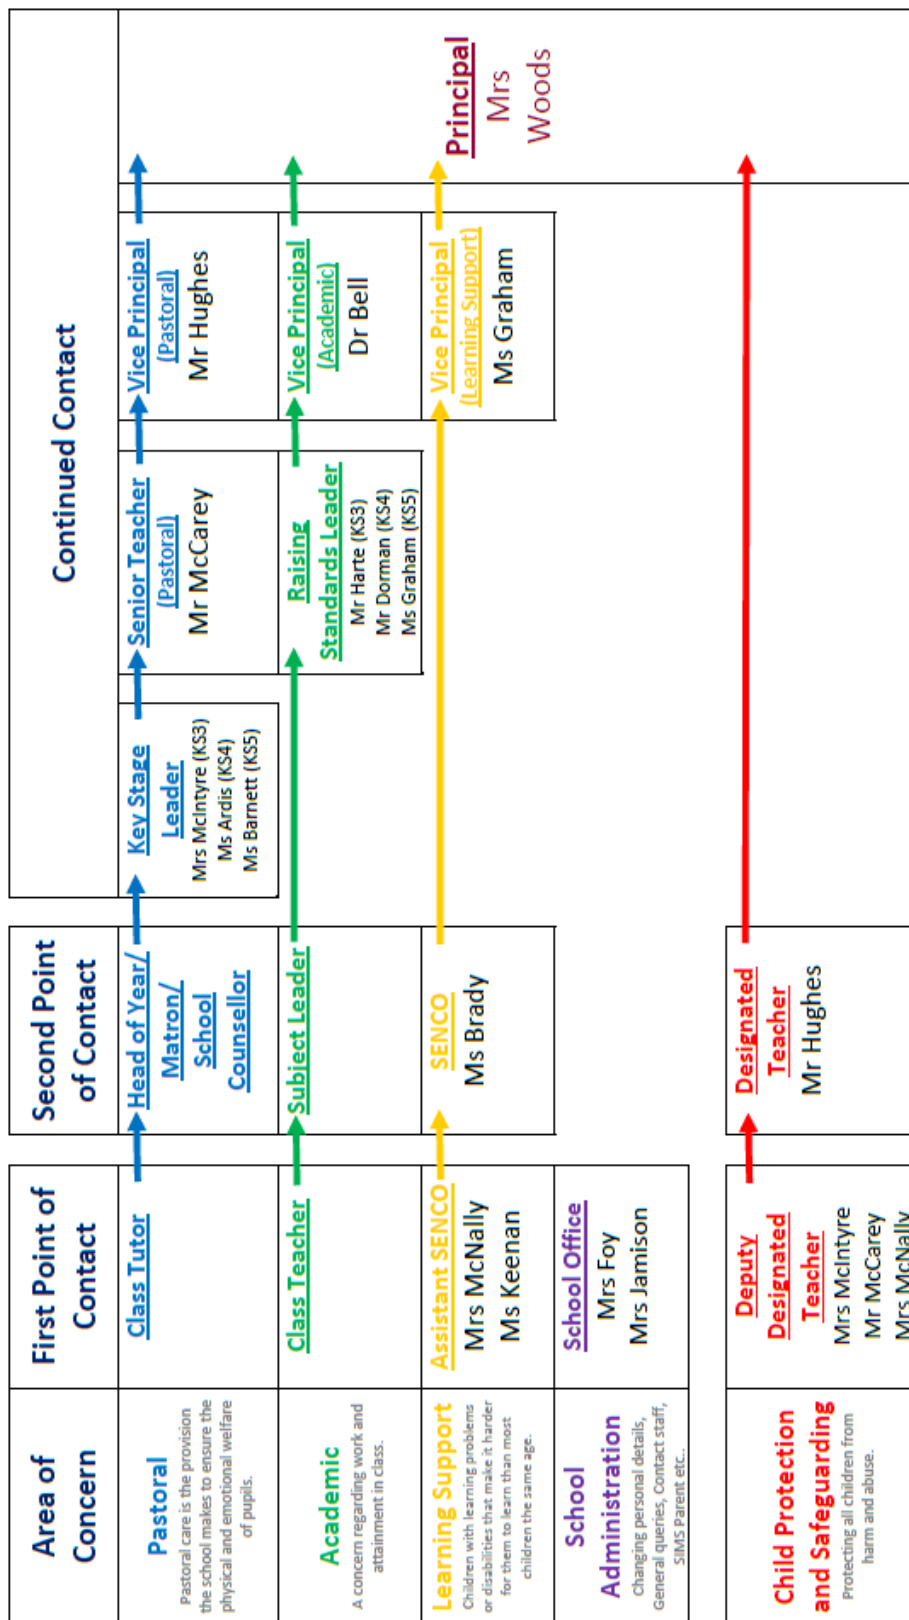 Area of
Concern
First Point of
Contact
Second Point
of Contact
Continued Contact
Pastoral
Pastoral care is the provision
the school makes to ensure the
physical and emotional welfare
of pupils.
Class Tutor
Head of Year/
Matron/
School
Counsellor
Key Stage
Leader
Mrs McIntyre (KS3)
Ms Ardis (KS4)
Ms Barnett (KS5)
Senior Teacher
(Pastoral)
Mr McCarey
Vice Principal
(Pastoral)
Mr Hughes
Principal
Mrs
Woods
Academic
A concern regarding work and
attainment in class.
Class Teacher
Subject Leader
Raising
Standards Leader
Mr Harte (KS3)
Mr Dorman (KS4)
Ms Graham (KS5)
Vice Principal
(Academic)
Dr Bell
Learning Support
Children with learning problems
or disabilities that make it harder
for them to learn than most
children the same age.
Assistant SENCO
Mrs McNally
Ms Keenan
SENCO
Ms Brady
Vice Principal
(Learning Support)
Ms Graham
School
Administration
Changing personal details,
General queries, Contact staff,
SIMS Parent etc..
School Office
Mrs Foy
Mrs Jamison
Child Protection
and Safeguarding
Protecting all children from
harm and abuse.
Deputy
Designated
Teacher
Mrs McIntyre
Mr McCarey
Mrs McNally
Designated
Teacher
Mr Hughes